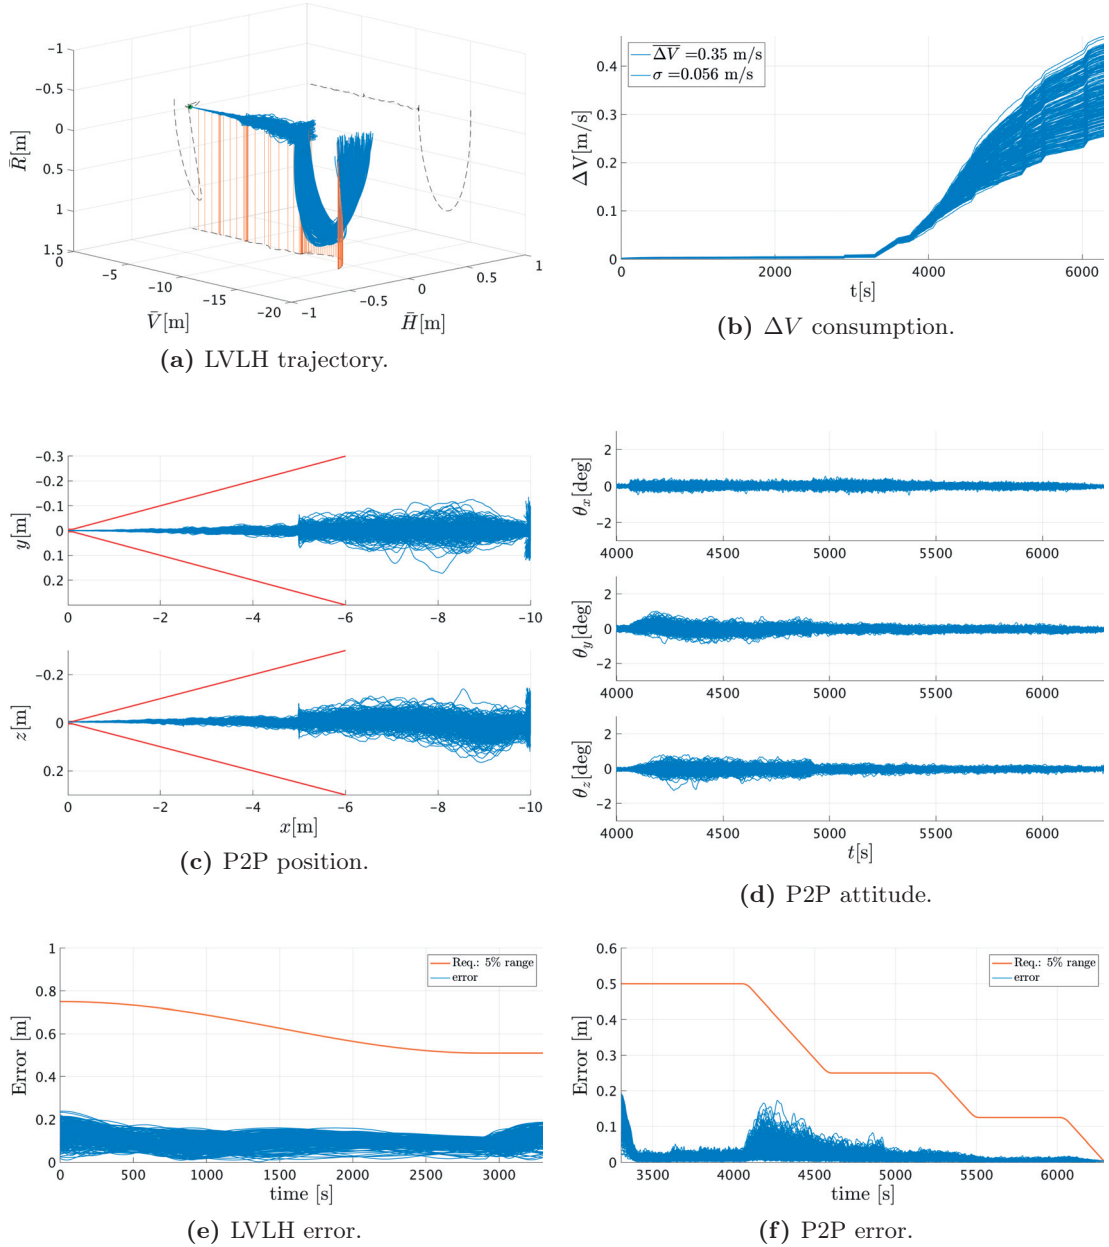 -1
-0.5
0
0.5
1
1.5
R̄[m]
0
-5
-10
-15
-20
V̄[m]
-1
-0.5
0
0.5
1
H̄[m]
(a) LVLH trajectory.
ΔV̄ =0.35 m/s
σ =0.056 m/s
0.4
0.3
0.2
0.1
0
ΔV[m/s]
0 2000 4000 6000
t[s]
(b) ΔV consumption.
-0.3
-0.2
-0.1
0
0.1
0.2
y[m]
0 -2 -4 -6 -8 -10
-0.2
0
0.2
z[m]
0 -2 -4 -6 -8 -10
x[m]
(c) P2P position.
2
0
-2
θx[deg]
4000 4500 5000 5500 6000
2
0
-2
θy[deg]
4000 4500 5000 5500 6000
2
0
-2
θz[deg]
4000 4500 5000 5500 6000
t[s]
(d) P2P attitude.
1
0.8
0.6
0.4
0.2
0
Error [m]
Req.: 5% range
error
0 500 1000 1500 2000 2500 3000
time [s]
(e) LVLH error.
0.6
0.5
0.4
0.3
0.2
0.1
0
Error [m]
Req.: 5% range
error
3500 4000 4500 5000 5500 6000
time [s]
(f) P2P error.